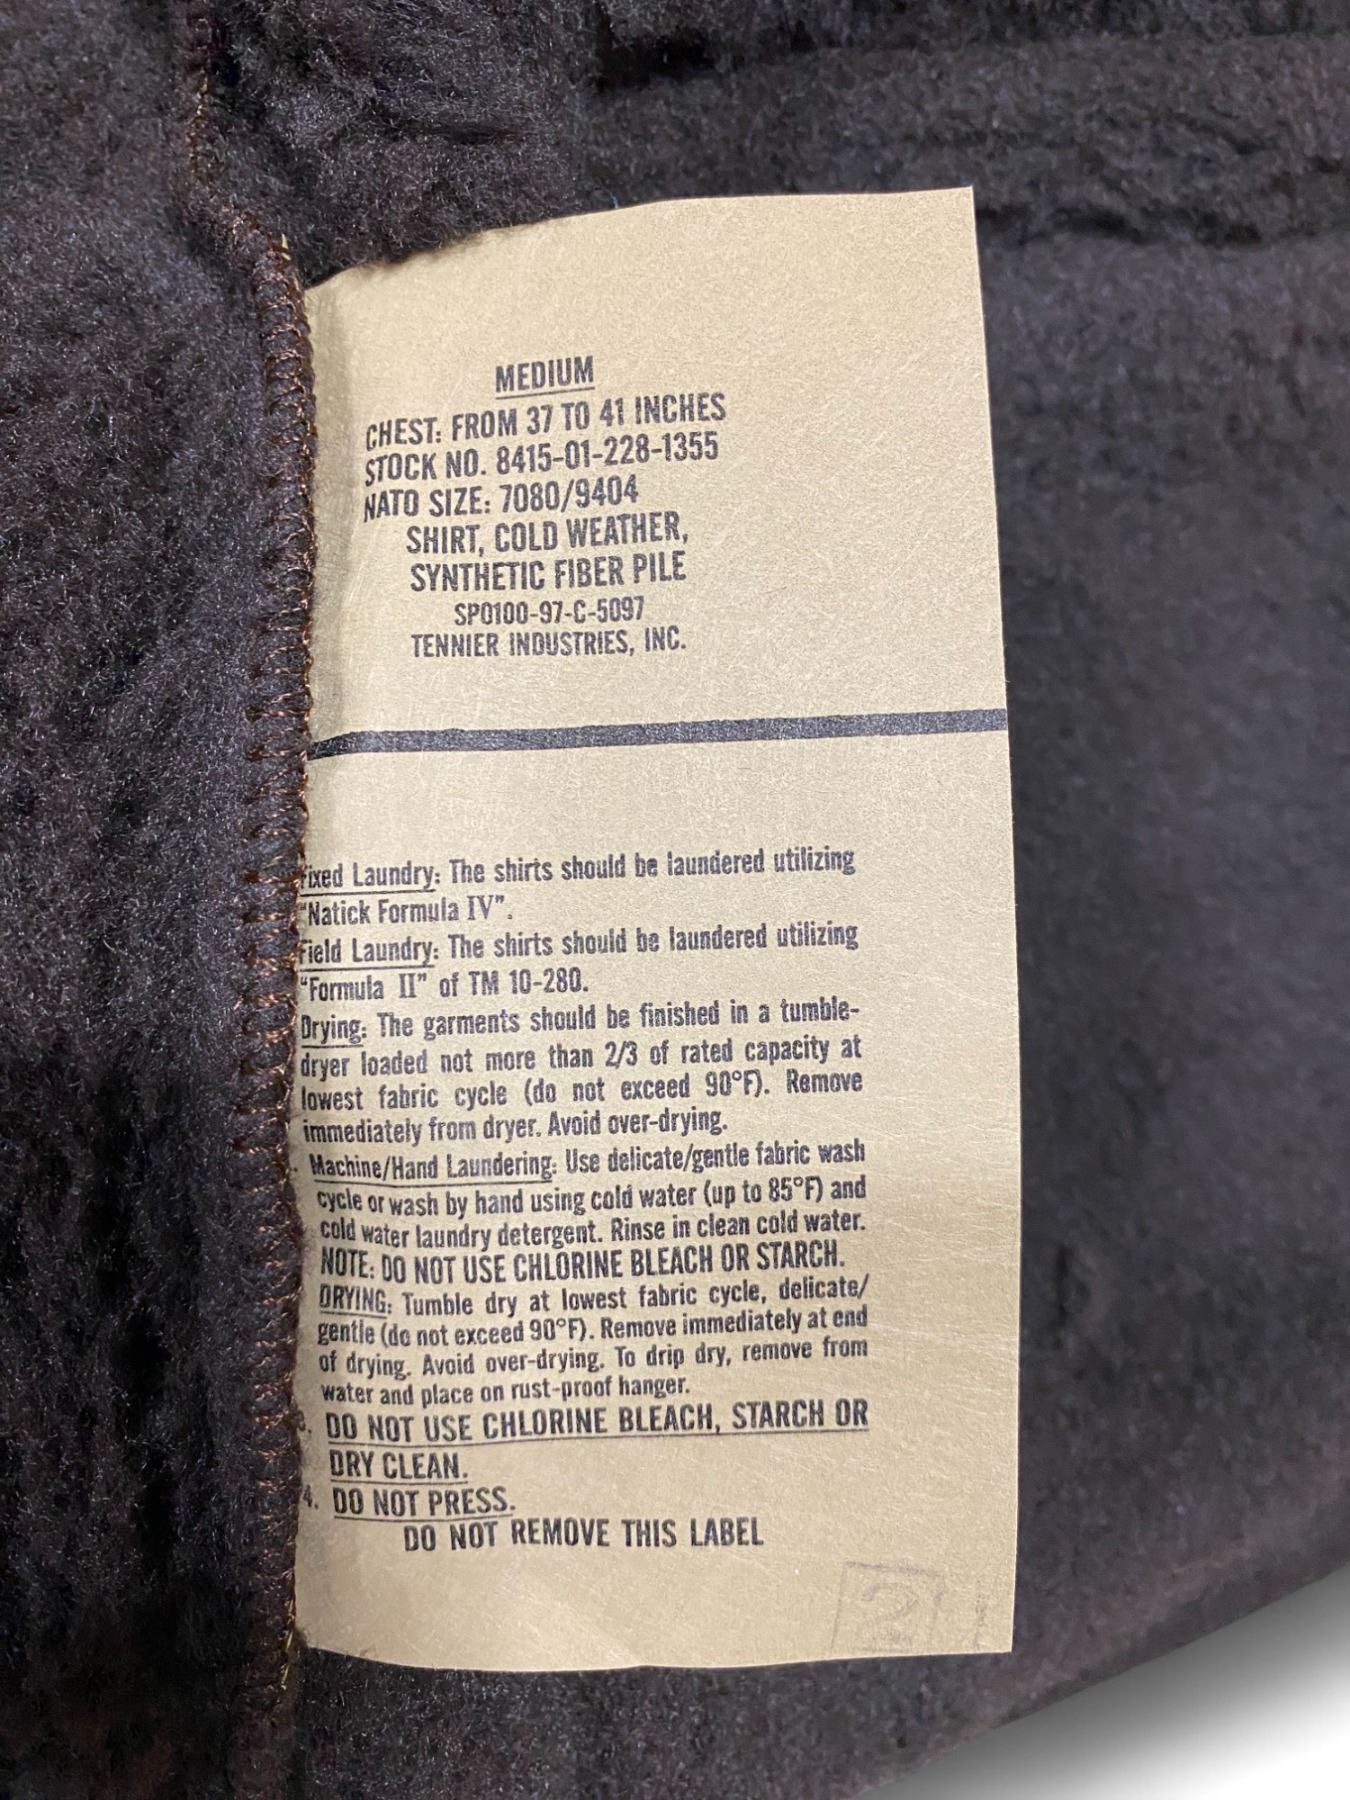 MEDIUM
CHEST: FROM 37 TO 41 INCHES
STOCK NO. 8415-01-228-1355
NATO SIZE: 7080/9404
SHIRT, COLD WEATHER,
SYNTHETIC FIBER PILE
SPO100-97-C-5097
TENNIER INDUSTRIES, INC.
Fixed Laundry: The shirts should be laundered utilizing
"Natick Formula IV".
Field Laundry: The shirts should be laundered utilizing
"Formula II" of TM 10-280.
Drying: The garments should be finished in a tumble-
dryer loaded not more than 2/3 of rated capacity at
lowest fabric cycle (do not exceed 90°F). Remove
immediately from dryer. Avoid over-drying.
Machine/Hand Laundering: Use delicate/gentle fabric wash
cycle or wash by hand using cold water (up to 85°F) and
cold water laundry detergent. Rinse in clean cold water.
NOTE: DO NOT USE CHLORINE BLEACH OR STARCH.
DRYING: Tumble dry at lowest fabric cycle, delicate/
gentle (do not exceed 90°F). Remove immediately at end
of drying. Avoid over-drying. To drip dry, remove from
water and place on rust-proof hanger.
3. DO NOT USE CHLORINE BLEACH, STARCH OR
DRY CLEAN.
4. DO NOT PRESS.
DO NOT REMOVE THIS LABEL
2